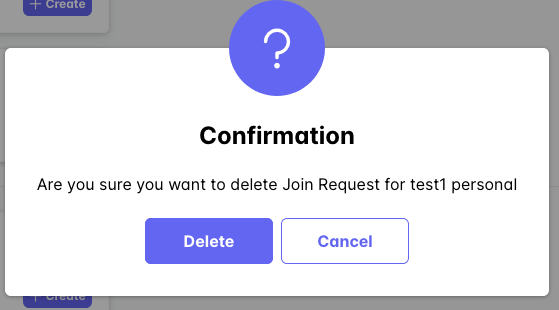 Create
?
Confirmation
Are you sure you want to delete Join Request for test1 personal
Delete
Cancel
Create